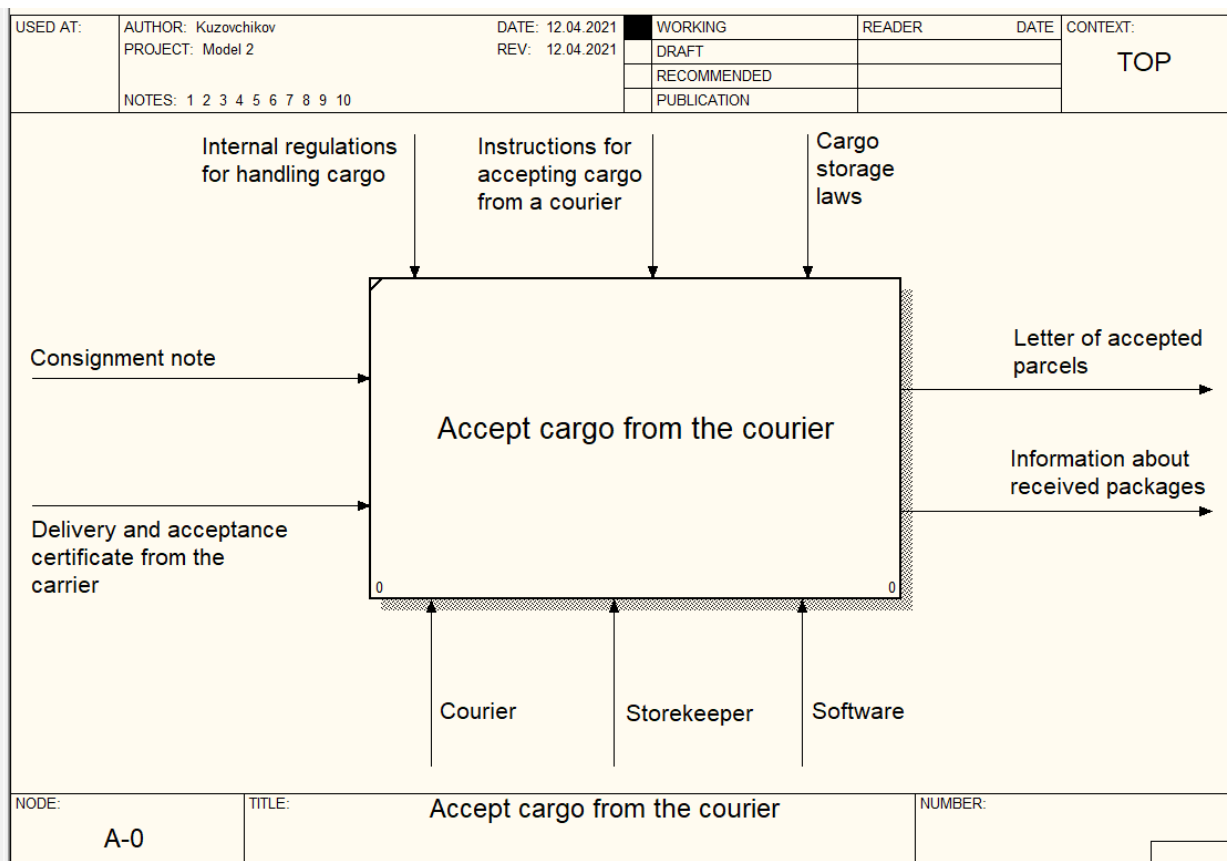 USED AT:
AUTHOR: Kuzovchikov
DATE: 12.04.2021
WORKING
READER
DATE
CONTEXT:
PROJECT: Model 2
REV: 12.04.2021
DRAFT
TOP
RECOMMENDED
NOTES: 1 2 3 4 5 6 7 8 9 10
PUBLICATION
Internal regulations
for handling cargo
Instructions for
accepting cargo
from a courier
Cargo
storage
laws
Consignment note
Delivery and acceptance
certificate from the
carrier
Accept cargo from the courier
0
0
Letter of accepted
parcels
Information about
received packages
Courier
Storekeeper
Software
NODE:
A-0
TITLE:
Accept cargo from the courier
NUMBER: